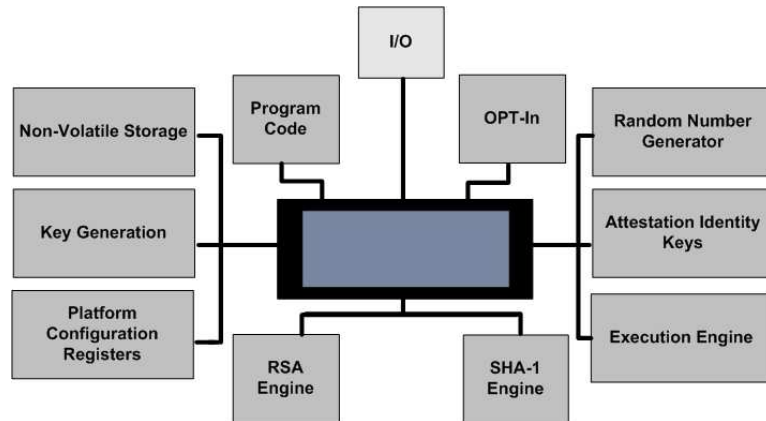 I/O
Program
Code
OPT-In
Non-Volatile Storage
Random Number
Generator
Key Generation
Attestation Identity
Keys
Platform
Configuration
Registers
Execution Engine
RSA
Engine
SHA-1
Engine